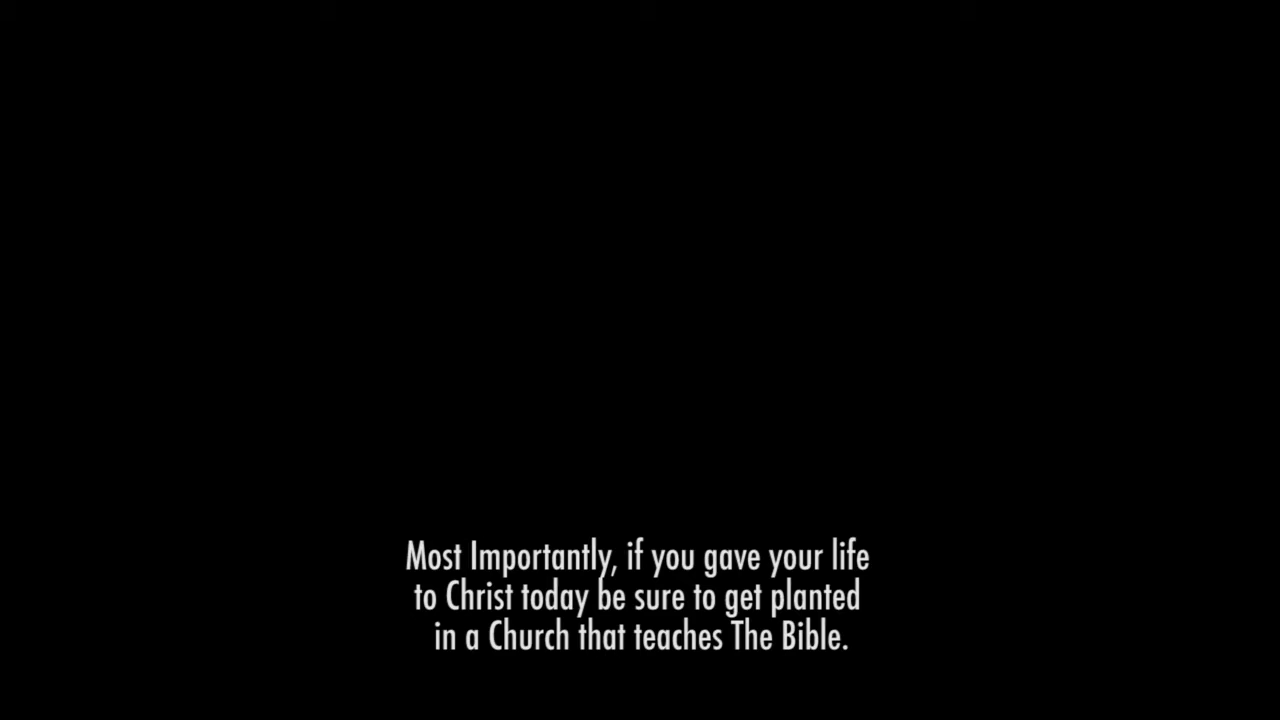 Most Importantly, if you gave your life
to Christ today be sure to get planted
in a Church that teaches The Bible.